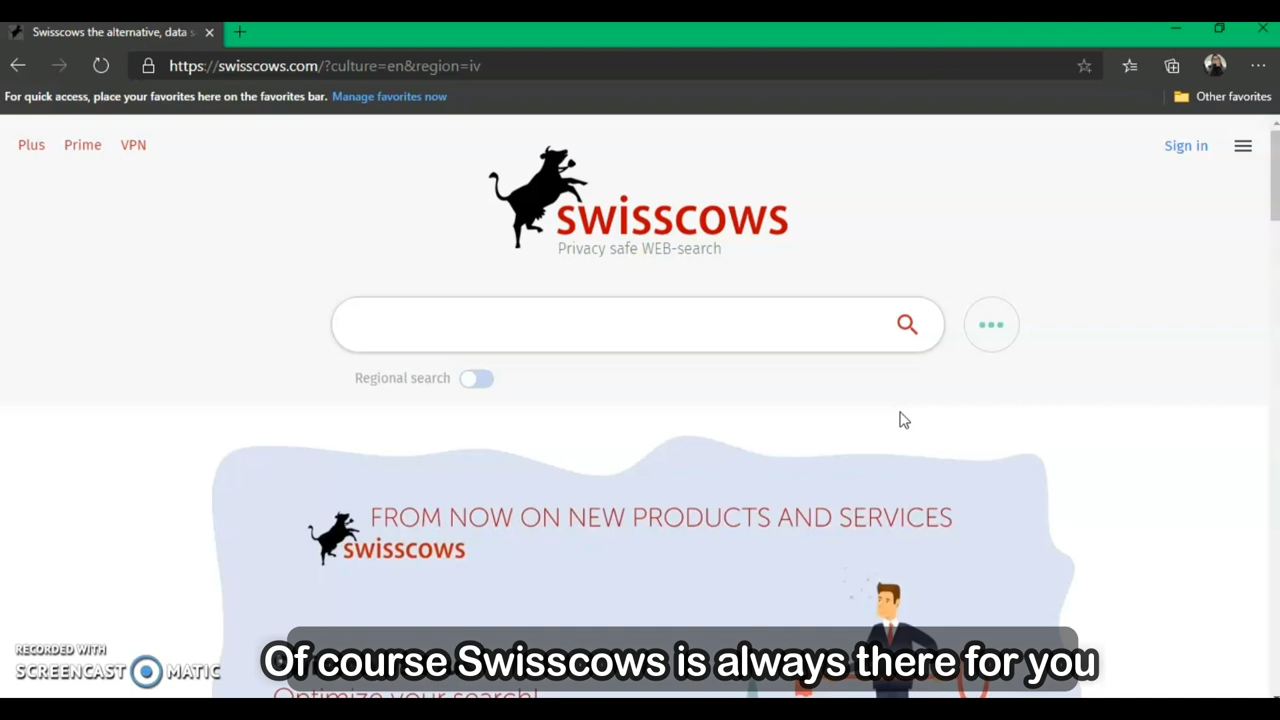 Swisscows the alternative, data s
https://swisscows.com/?culture=en&region=iv
For quick access, place your favorites here on the favorites bar. Manage favorites now
Other favorites
Plus Prime VPN
Sign in
swisscows
Privacy safe WEB-search
Regional search
FROM NOW ON NEW PRODUCTS AND SERVICES
swisscows
Of course Swisscows is always there for you
RECORDED WITH
SCREENCAST MATIC
Optimize your search!